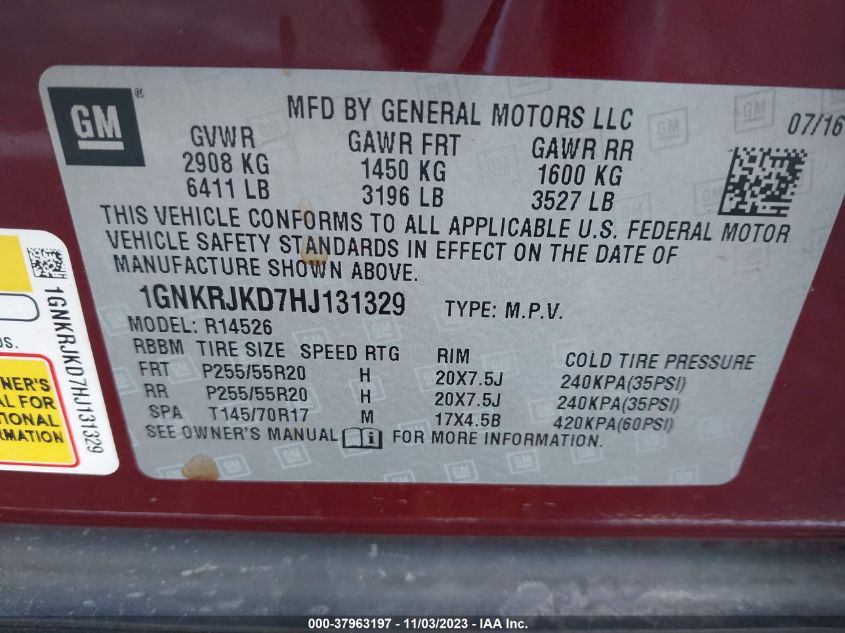 GM ®
MFD BY GENERAL MOTORS LLC
07/16
GVWR GAWR FRT GAWR RR
2908 KG 1450 KG 1600 KG
6411 LB 3196 LB 3527 LB
THIS VEHICLE CONFORMS TO ALL APPLICABLE U.S. FEDERAL MOTOR
VEHICLE SAFETY STANDARDS IN EFFECT ON THE DATE OF
MANUFACTURE SHOWN ABOVE.
1GNKRJKD7HJ131329 TYPE: M.P.V.
MODEL: R14526
RBBM TIRE SIZE SPEED RTG RIM COLD TIRE PRESSURE
FRT P255/55R20 H 20X7.5J 240KPA(35PSI)
RR P255/55R20 H 20X7.5J 240KPA(35PSI)
SPA T145/70R17 M 17X4.5B 420KPA(60PSI)
SEE OWNER'S MANUAL FOR MORE INFORMATION.
1GNKRJKD7HJ131329
OWNER'S
FOR
000-37963197 - 11/03/2023 - IAA Inc.